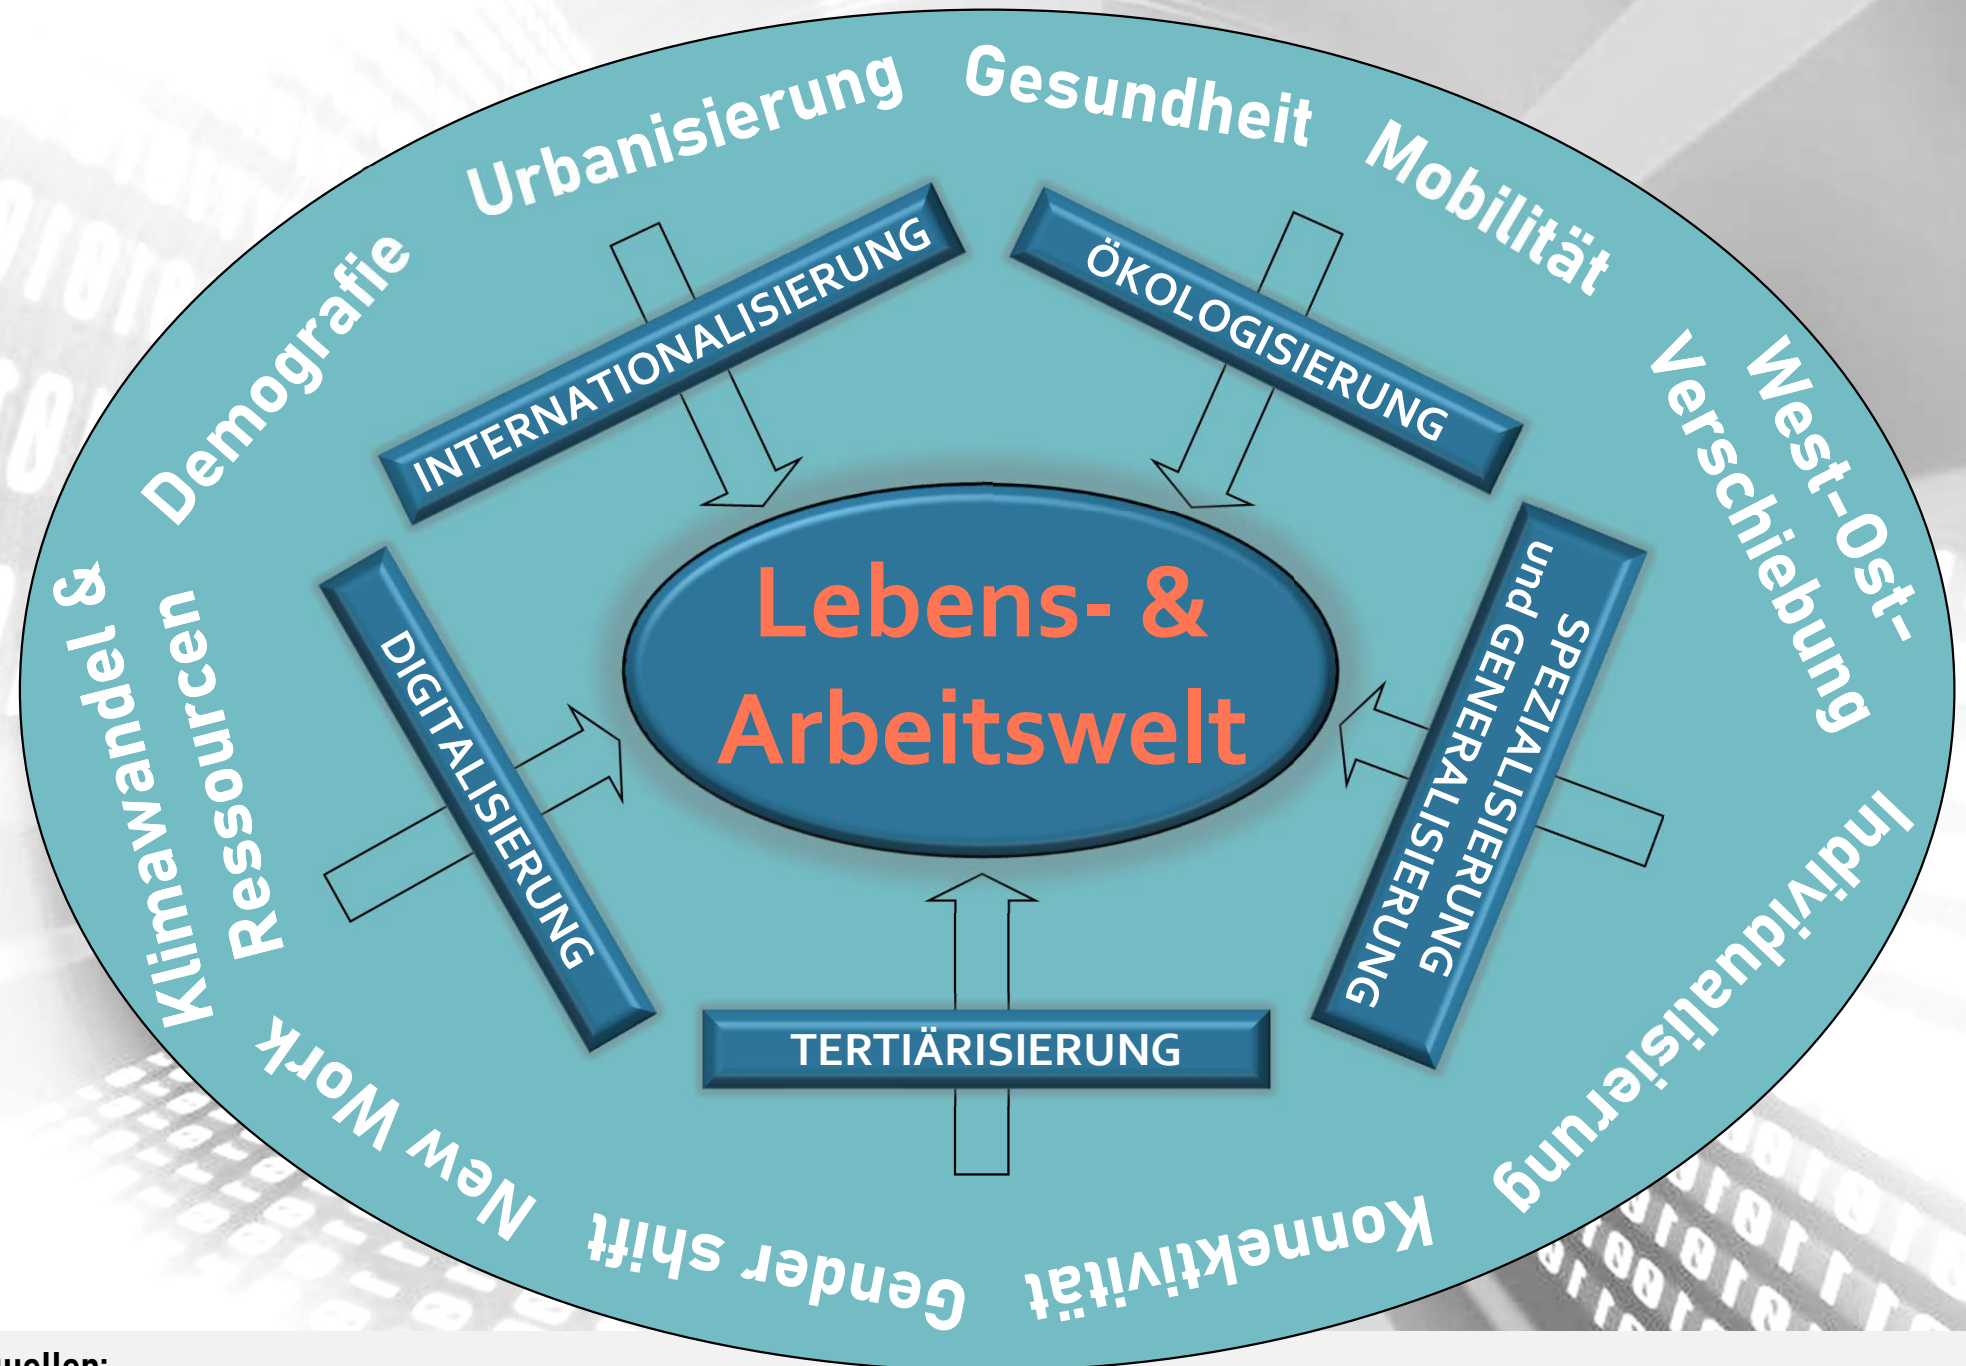 Urbanisierung
Gesundheit
Mobilität
West-Ost-
Verschiebung
Individualisierung
Konnektivität
Gender shift
New Work
Klimawandel &
Ressourcen
Demografie
INTERNATIONALISIERUNG
ÖKOLOGISIERUNG
SPEZIALISIERUNG
und GENERALISIERUNG
TERTIÄRISIERUNG
DIGITALISIERUNG
Lebens- &
Arbeitswelt